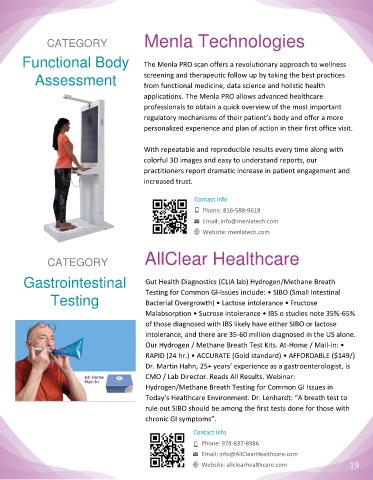 CATEGORY
Functional Body
Assessment
Menla Technologies
The Menla PRO scan offers a revolutionary approach to wellness
screening and therapeutic follow up by taking the best practices
from functional medicine, data science and holistic health
applications. The Menla PRO allows advanced healthcare
professionals to obtain a quick overview of the most important
regulatory mechanisms of their patient's body and offer a more
personalized experience and plan of action in their first office visit.
With repeatable and reproducible results every time along with
colorful 3D images and easy to understand reports, our
practitioners report dramatic increase in patient engagement and
increased trust.
Contact Info
Phone: 816-588-9618
Email: info@menlatech.com
Website: menlatech.com
CATEGORY
Gastrointestinal
Testing
At-Home
Mail-In
AllClear Healthcare
Gut Health Diagnostics (CLIA lab) Hydrogen/Methane Breath
Testing for Common GI-Issues include: • SIBO (Small Intestinal
Bacterial Overgrowth) • Lactose intolerance • Fructose
Malabsorption • Sucrose intolerance • IBS o studies note 35%-65%
of those diagnosed with IBS likely have either SIBO or lactose
intolerance, and there are 35-60 million diagnosed in the US alone.
Our Hydrogen / Methane Breath Test Kits. At-Home / Mail-in: •
RAPID (24 hr.) • ACCURATE (Gold standard) • AFFORDABLE ($149/)
Dr. Martin Hahn, 25+ years' experience as a gastroenterologist, is
CMO / Lab Director. Reads All Results. Webinar:
Hydrogen/Methane Breath Testing for Common GI Issues in
Today's Healthcare Environment. Dr. Lenhardt: "A breath test to
rule out SIBO should be among the first tests done for those with
chronic GI symptoms".
Contact Info
Phone: 978-837-8986
Email: info@AllClearHealthcare.com
Website: allclearhealthcare.com
19